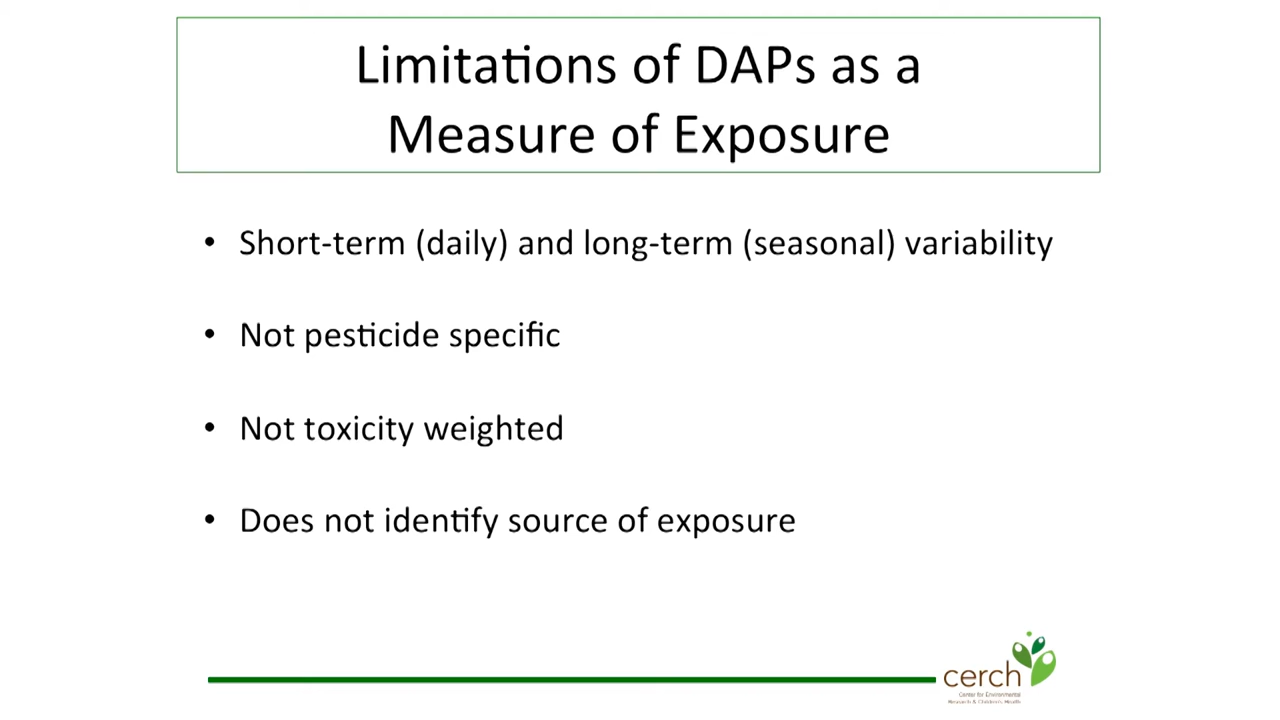 Limitations of DAPs as a
Measure of Exposure
• Short-term (daily) and long-term (seasonal) variability
• Not pesticide specific
• Not toxicity weighted
• Does not identify source of exposure
cerch
Center for Environmental
Research & Children's Health